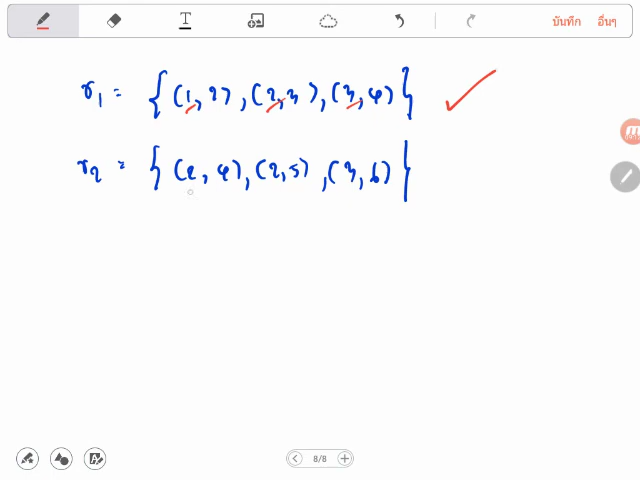 บันทึก อื่นๆ
r₁ = {(1, 2), (2, 3), (3, 4)}
r₂ = {(2, 4), (2, 5), (3, 6)}
8/8